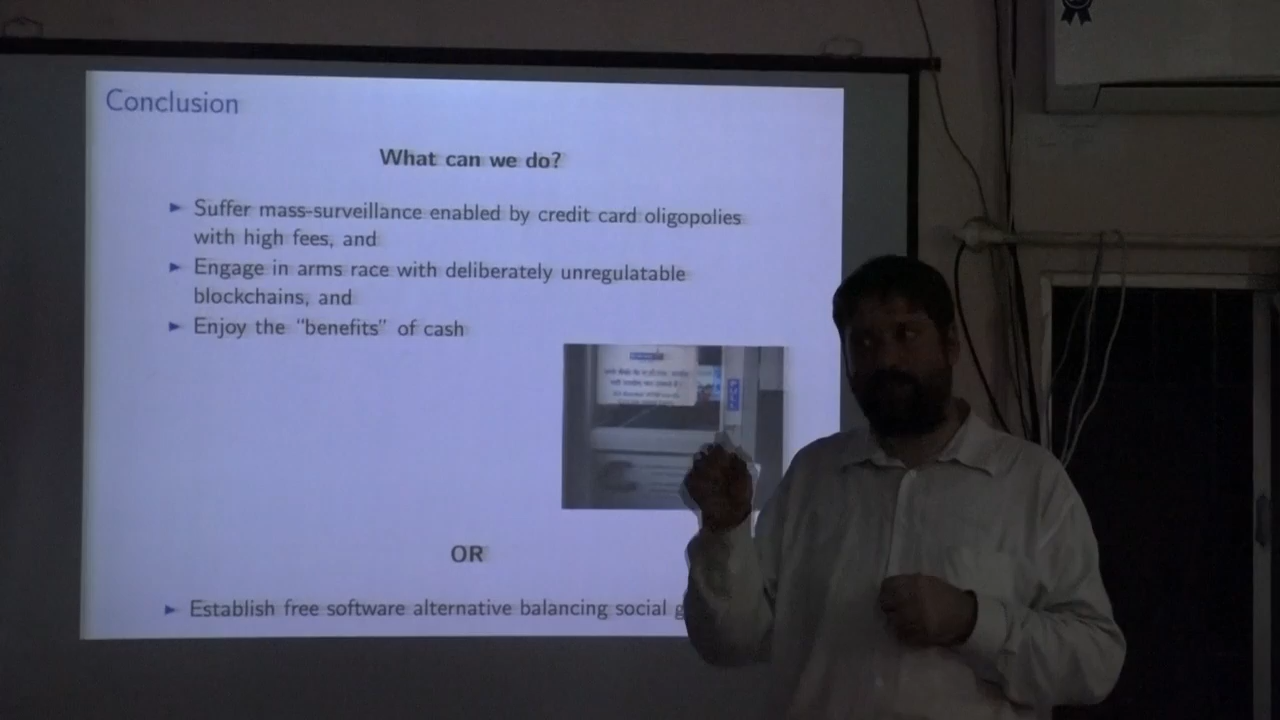 Conclusion
What can we do?
► Suffer mass-surveillance enabled by credit card oligopolies
with high fees, and
► Engage in arms race with deliberately unregulatable
blockchains, and
► Enjoy the “benefits” of cash
OR
► Establish free software alternative balancing social